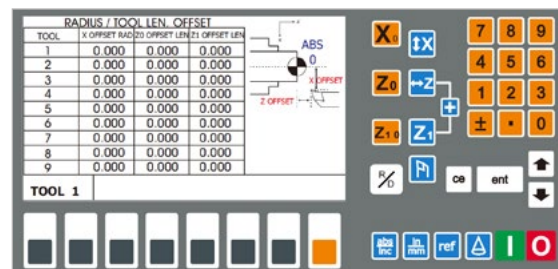 RADIUS / TOOL LEN. OFFSET
TOOL X OFFSET RAD Z0 OFFSET LEN Z1 OFFSET LEN
1 0.000 0.000 0.000
2 0.000 0.000 0.000
3 0.000 0.000 0.000
4 0.000 0.000 0.000
5 0.000 0.000 0.000
6 0.000 0.000 0.000
7 0.000 0.000 0.000
8 0.000 0.000 0.000
9 0.000 0.000 0.000
ABS
0
X OFFSET
Z OFFSET
TOOL 1
X0 ↕X 7 8 9
4 5 6
Z0 ↔Z 1 2 3
+
Z10 Z1 ± . 0
R/D ce ent
abs/inc in/mm ref I O